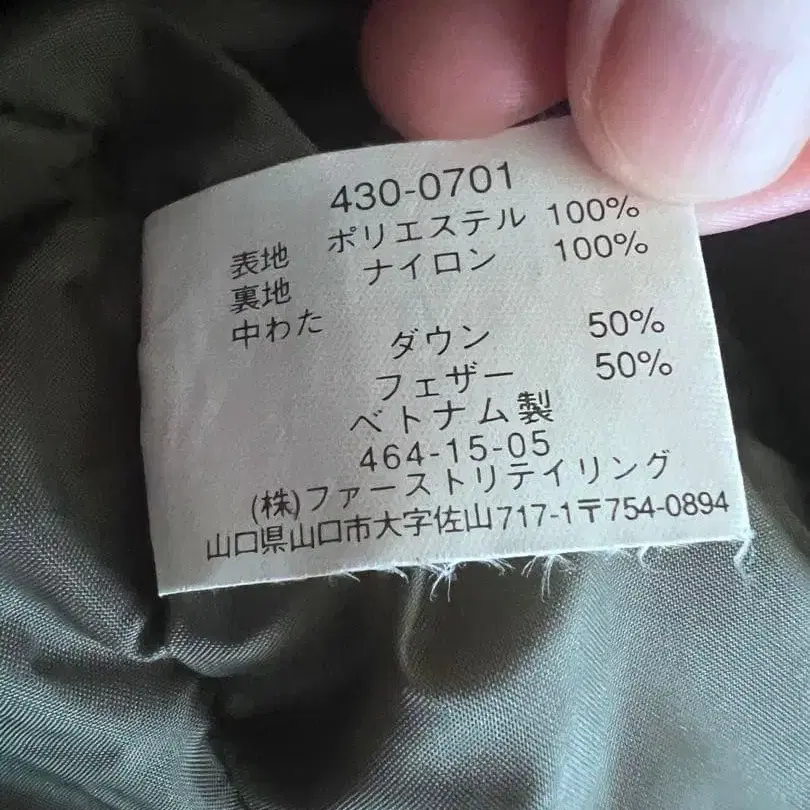 430-0701
表地 ポリエステル 100%
裏地 ナイロン 100%
中わた
ダウン 50%
フェザー 50%
ベトナム製
464-15-05
(株)ファーストリテイリング
山口県山口市大字佐山717-1〒754-0894